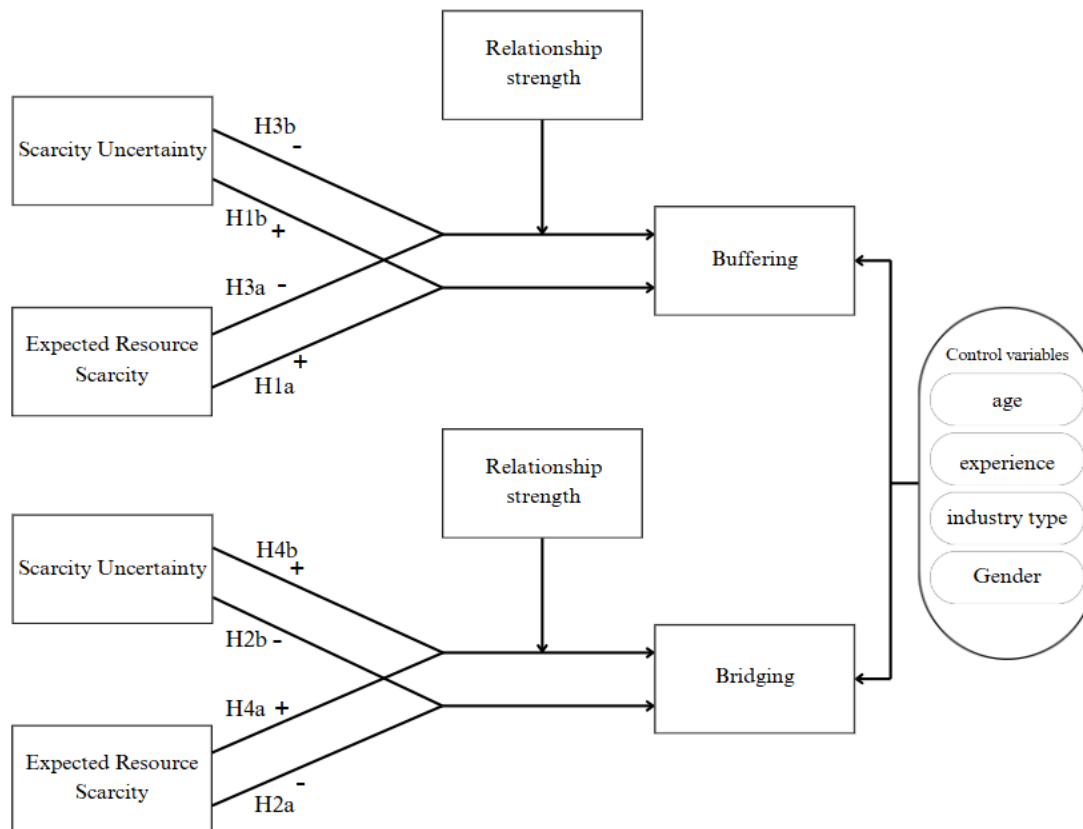 Relationship
strength
Scarcity Uncertainty
H3b
-
H1b
+
Buffering
H3a
-
Expected Resource
Scarcity
+
H1a
Control variables
age
experience
industry type
Gender
Relationship
strength
Scarcity Uncertainty
H4b
+
H2b
-
Bridging
H4a
+
Expected Resource
Scarcity
-
H2a